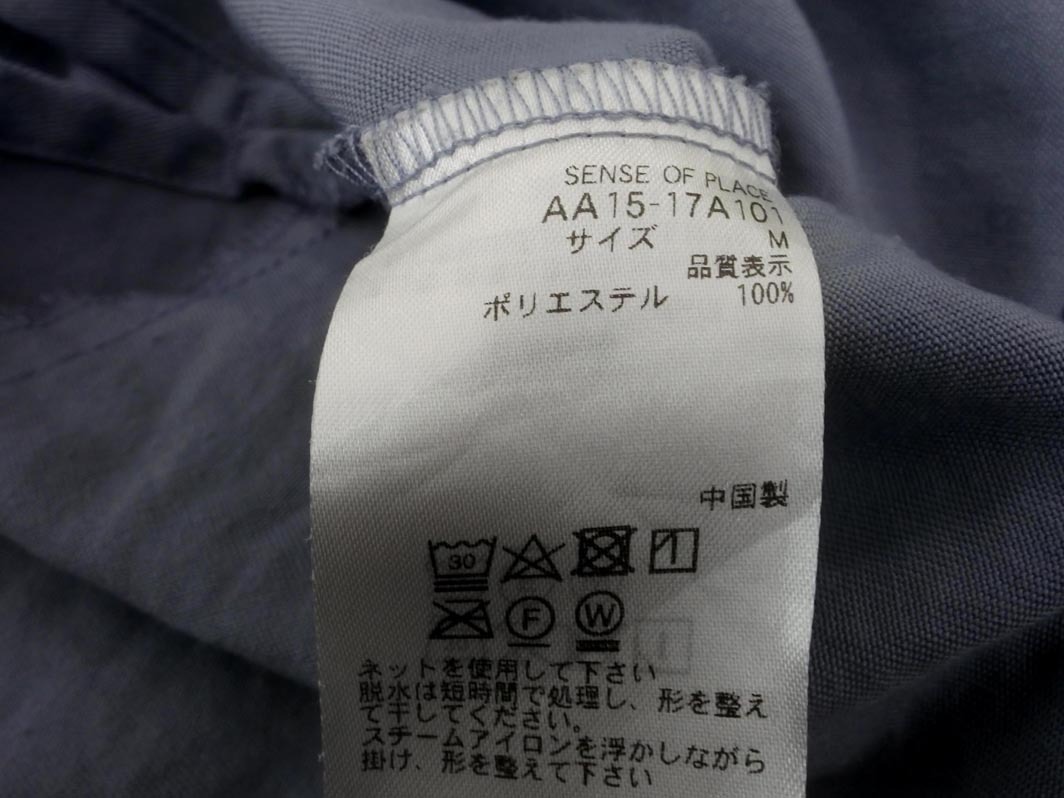 SENSE OF PLACE
AA15-17A101
サイズ M
品質表示
ポリエステル 100%
中国製
30
F W
ネットを使用して下さい
脱水は短時間で処理し、形を整え
て干してください。
スチームアイロンを浮かしながら
掛け、形を整えて下さい